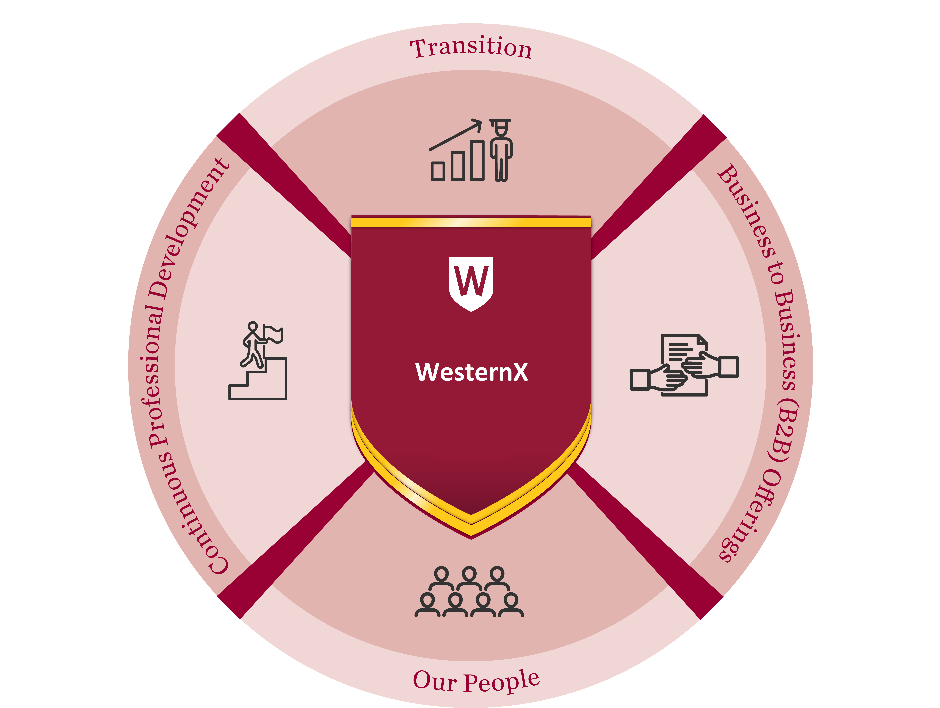 Transition
Continuous Professional Development
Business to Business (B2B) Offerings
W
WesternX
Our People